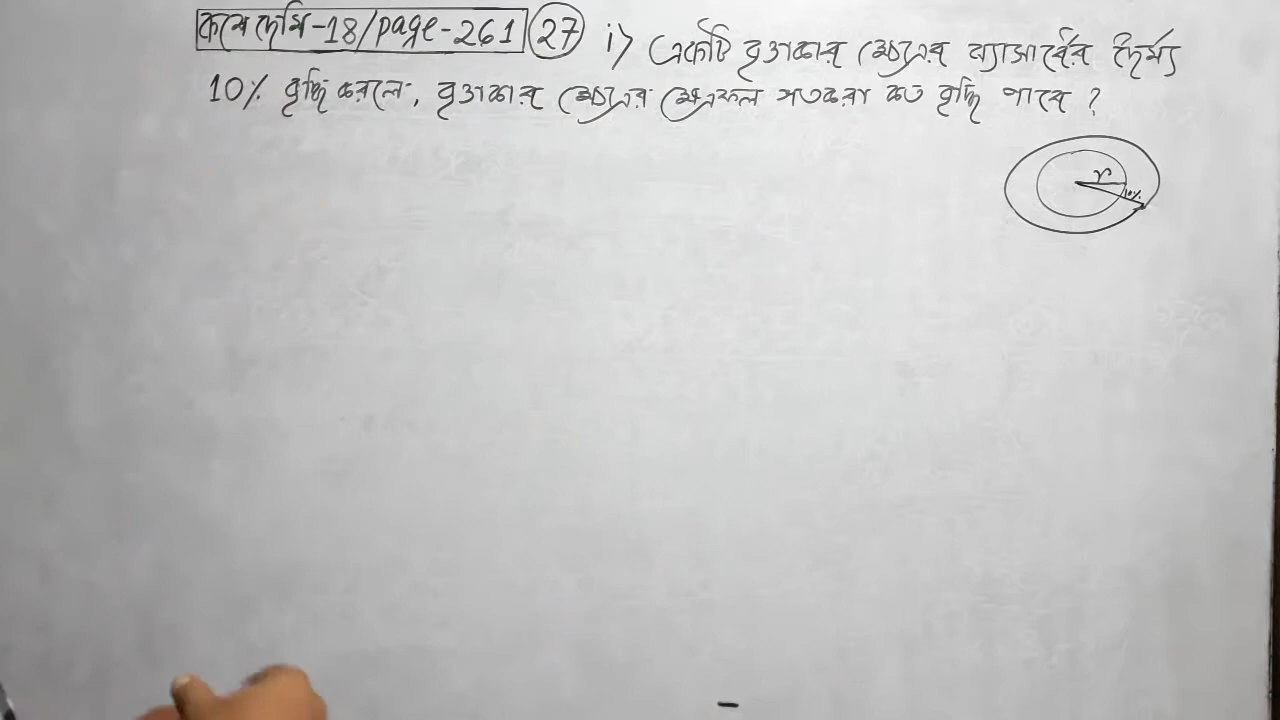 কষে দেখি-18/page-261 27 i> একটি বৃত্তাকার ক্ষেত্রের ব্যাসার্ধের দৈর্ঘ্য
10% বৃদ্ধি করলে, বৃত্তাকার ক্ষেত্রের ক্ষেত্রফল শতকরা কত বৃদ্ধি পাবে ?
r
10%